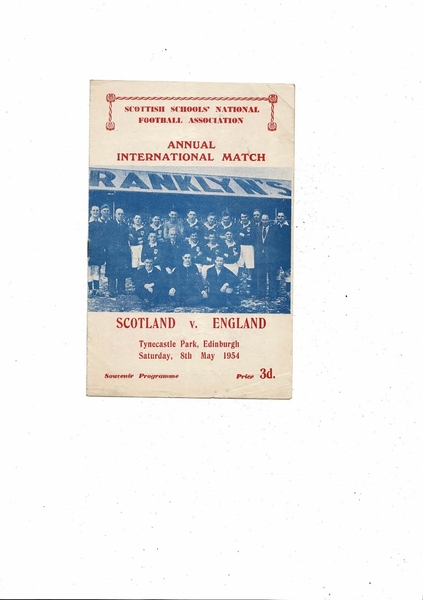 SCOTTISH SCHOOLS' NATIONAL
FOOTBALL ASSOCIATION
ANNUAL
INTERNATIONAL MATCH
RANKLYN'S
SCOTLAND v. ENGLAND
Tynecastle Park, Edinburgh
Saturday, 8th May 1954
Souvenir Programme Price 3d.